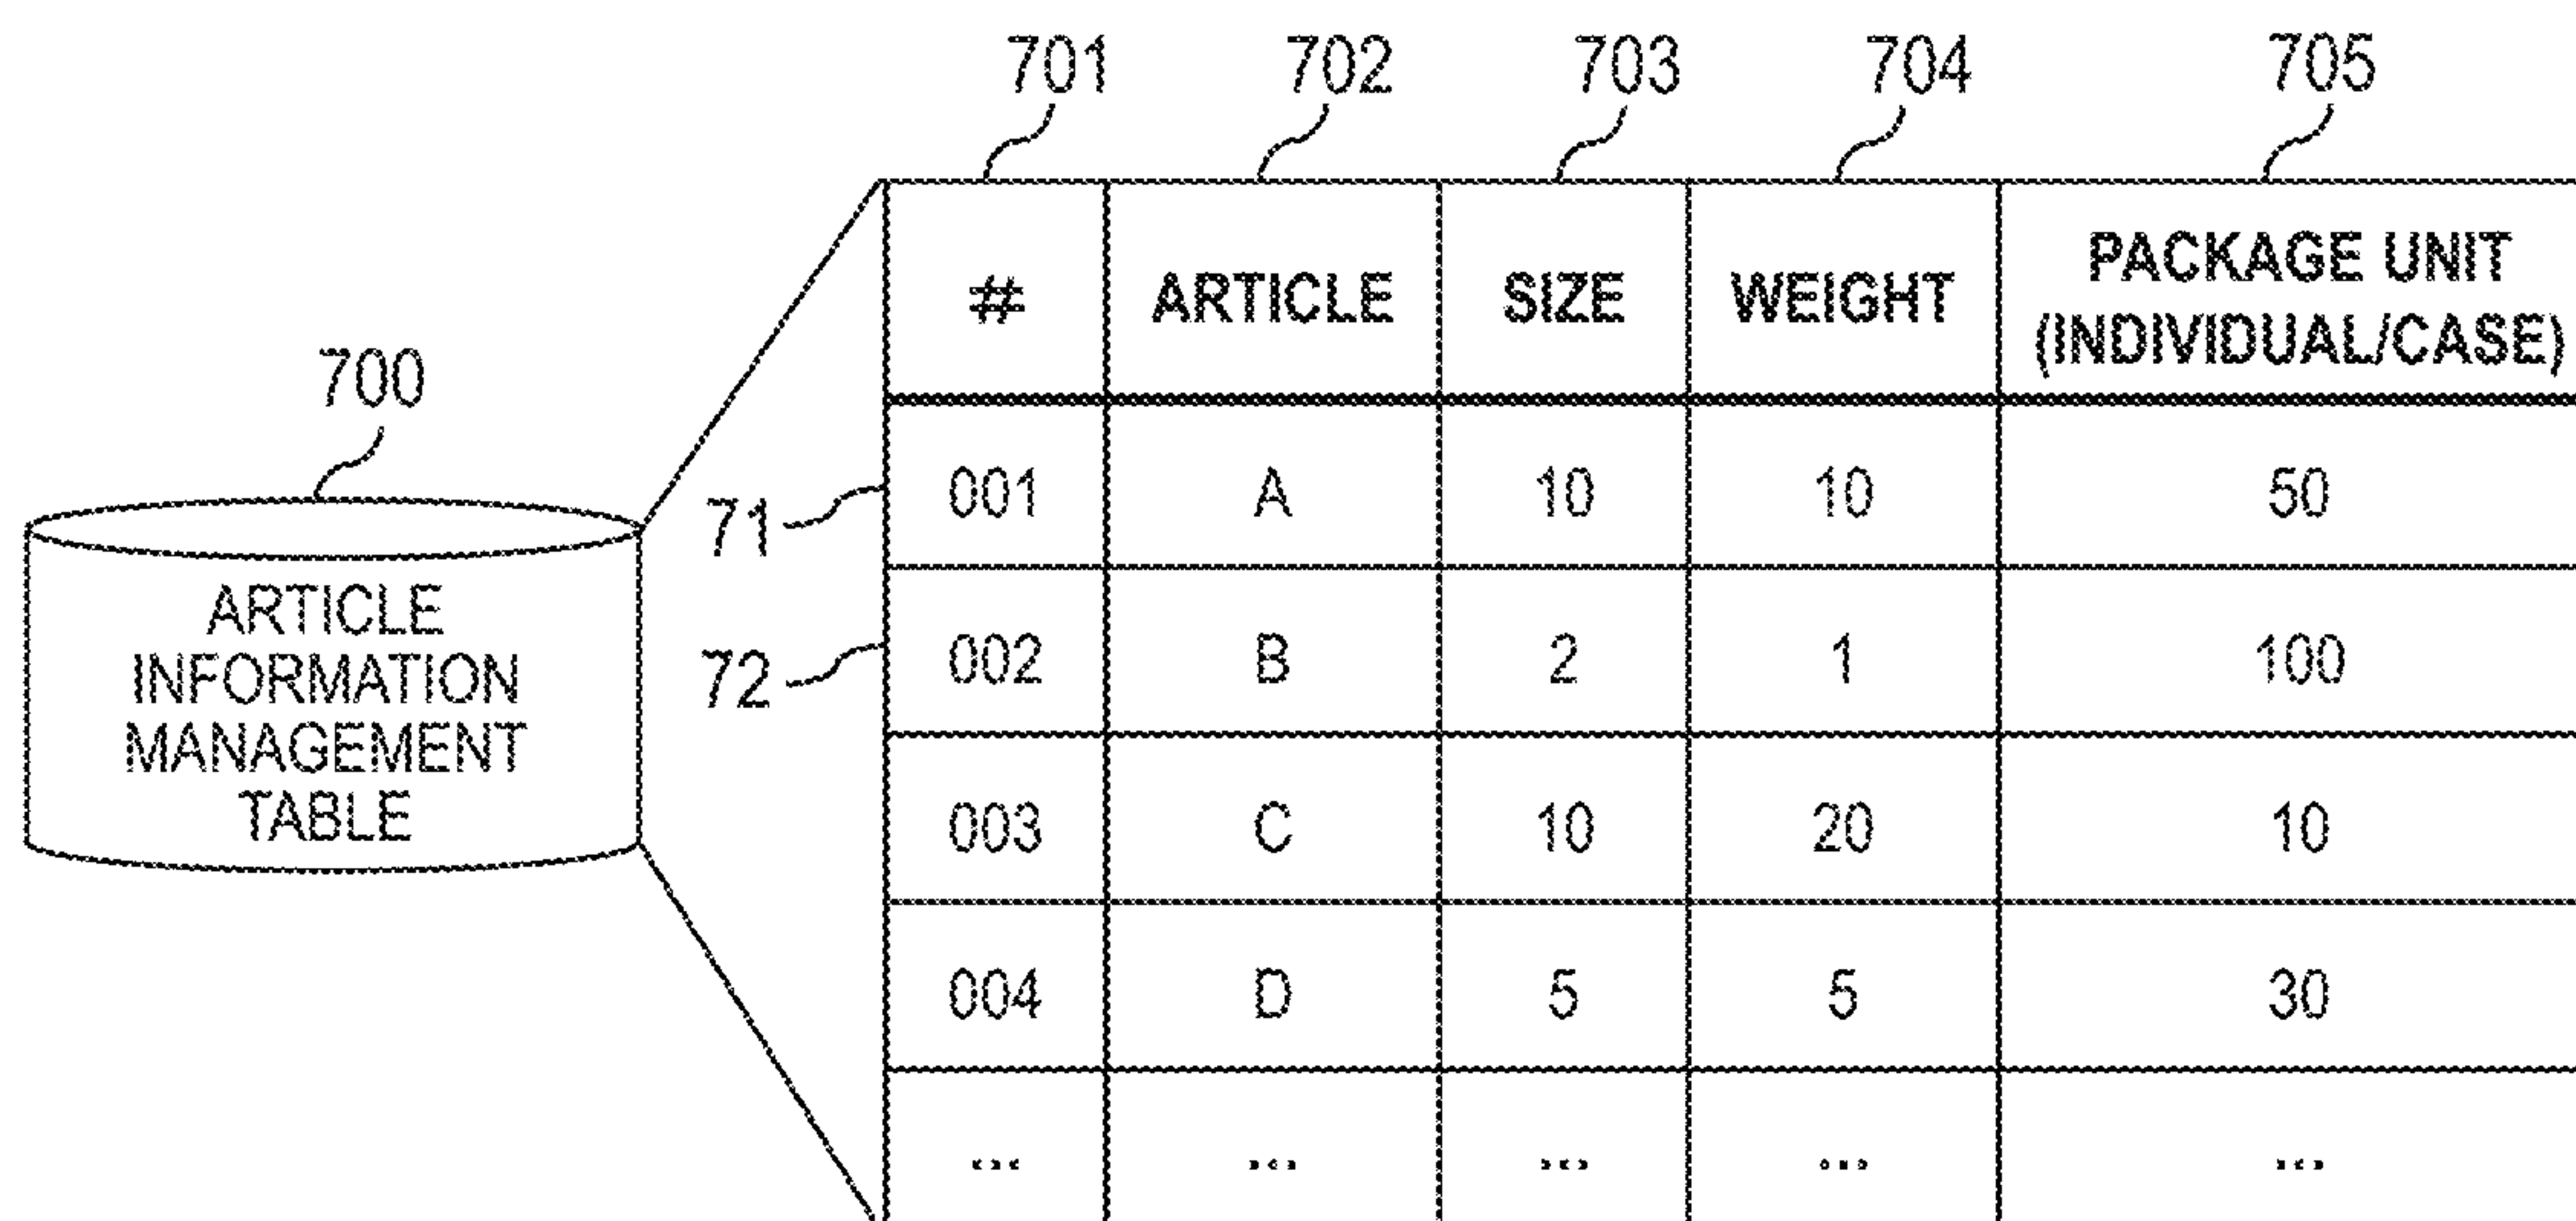 701 702 703 704 705
# ARTICLE SIZE WEIGHT PACKAGE UNIT
(INDIVIDUAL/CASE)
700
ARTICLE
INFORMATION
MANAGEMENT
TABLE
71 001 A 10 10 50
72 002 B 2 1 100
003 C 10 20 10
004 D 5 5 30
... ... ... ... ...